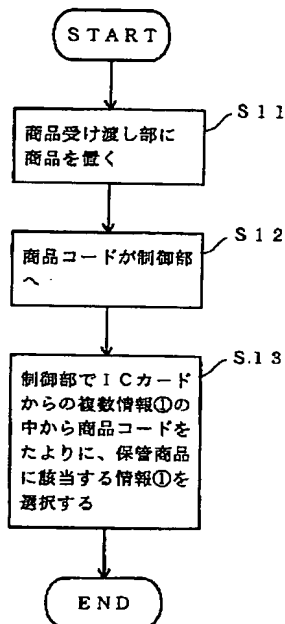 START
S11
商品受け渡し部に
商品を置く
S12
商品コードが制御部
へ
S.13
制御部でICカード
からの複数情報①の
中から商品コードを
たよりに、保管商品
に該当する情報①を
選択する
END